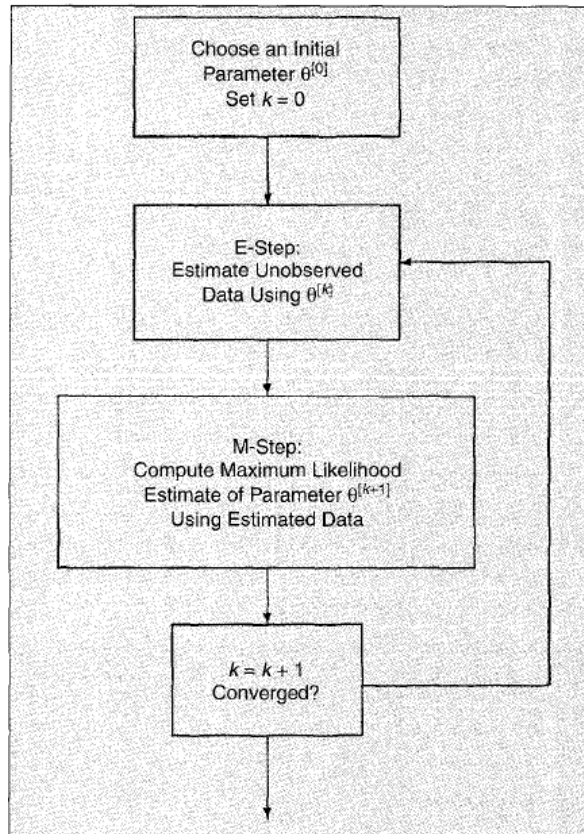 Choose an Initial
Parameter θ[0]
Set k = 0
E-Step:
Estimate Unobserved
Data Using θ[k]
M-Step:
Compute Maximum Likelihood
Estimate of Parameter θ[k+1]
Using Estimated Data
k = k + 1
Converged?